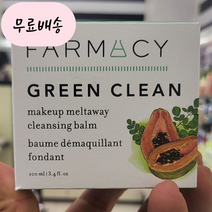 무료배송
FARMACY
GREEN CLEAN
makeup meltaway
cleansing balm
baume démaquillant
fondant
100 ml / 3.4 fl. oz.